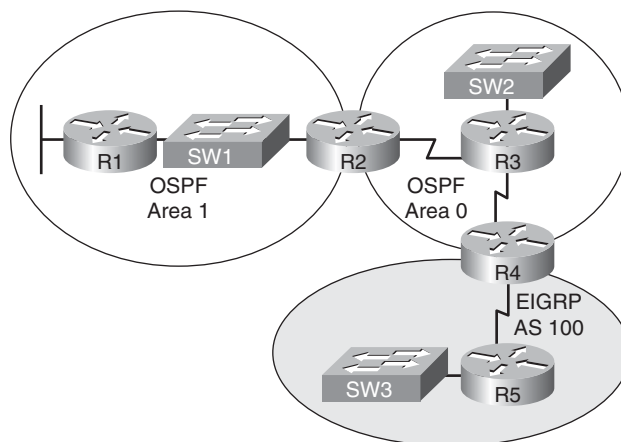 SW2
R1
SW1
R2
R3
OSPF
Area 1
OSPF
Area 0
R4
EIGRP
AS 100
SW3
R5